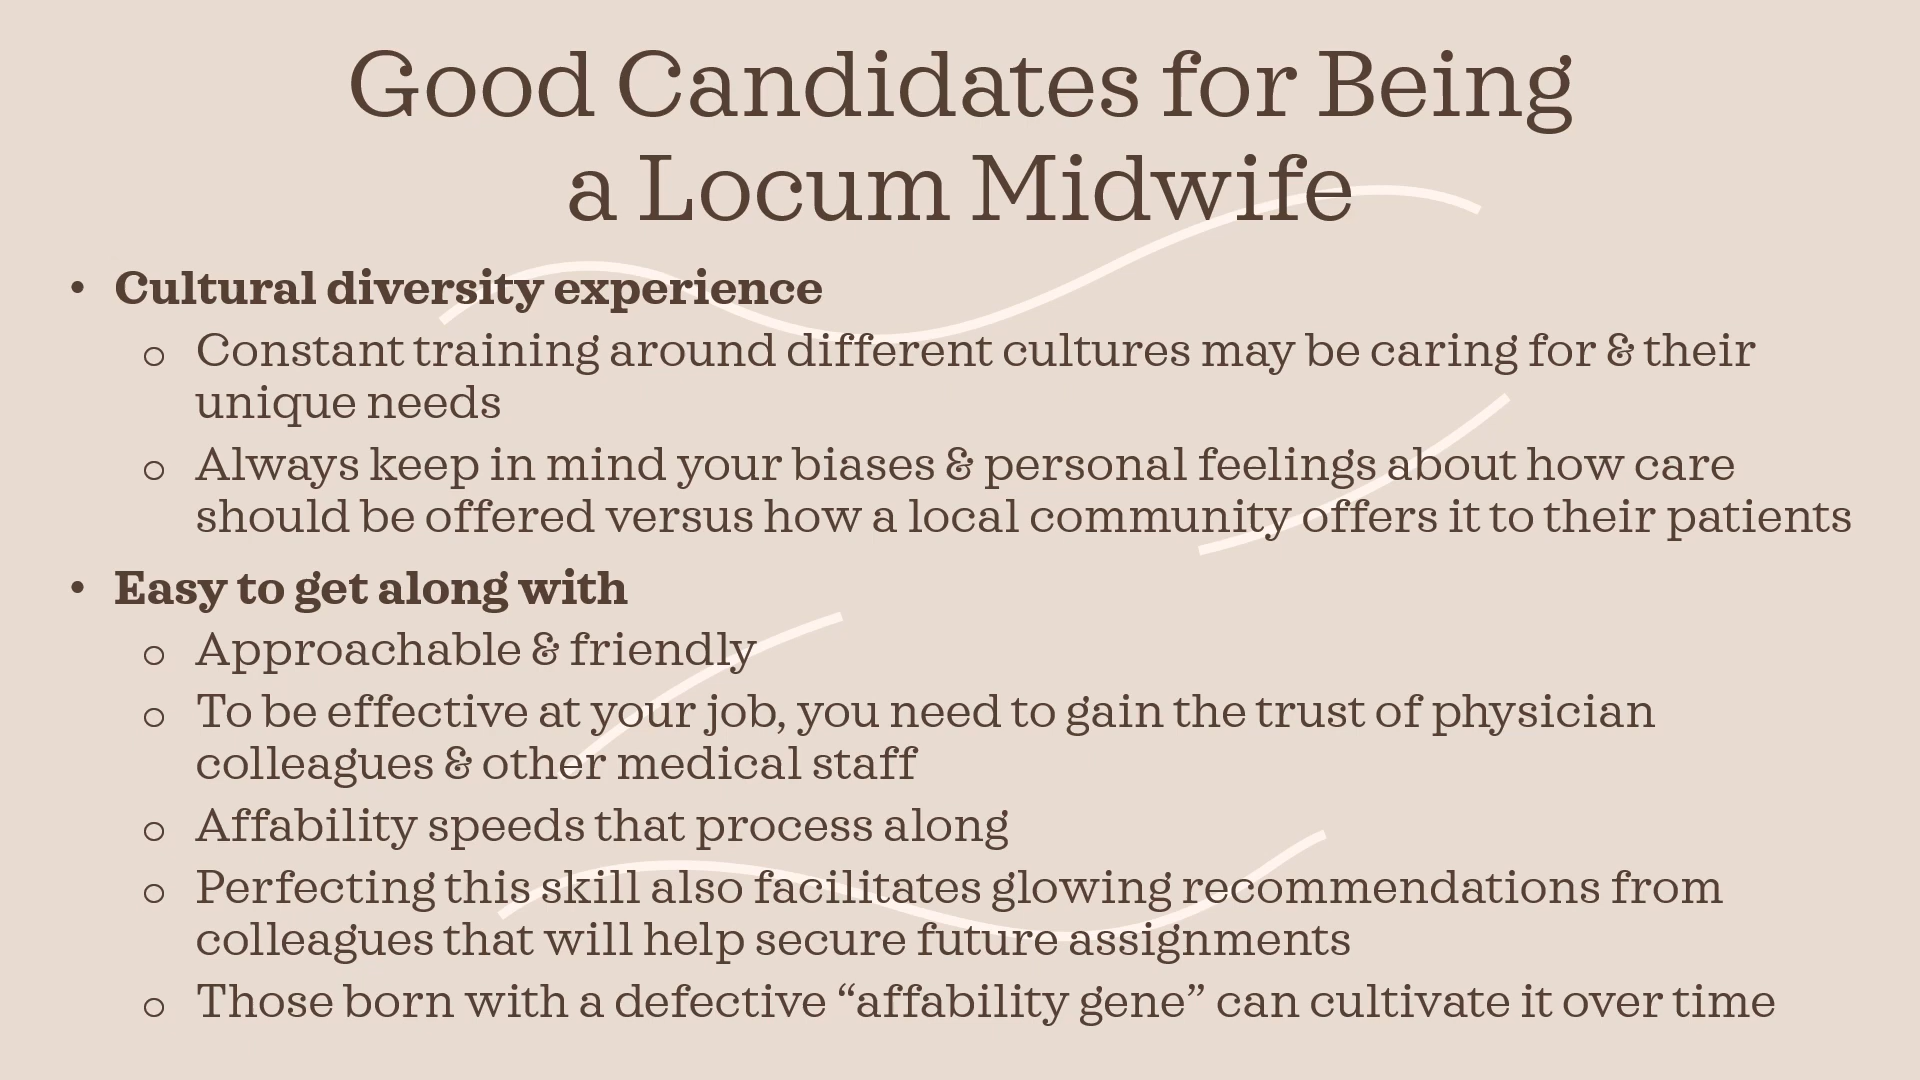 Good Candidates for Being
a Locum Midwife
• Cultural diversity experience
o Constant training around different cultures may be caring for & their
unique needs
o Always keep in mind your biases & personal feelings about how care
should be offered versus how a local community offers it to their patients
• Easy to get along with
o Approachable & friendly
o To be effective at your job, you need to gain the trust of physician
colleagues & other medical staff
o Affability speeds that process along
o Perfecting this skill also facilitates glowing recommendations from
colleagues that will help secure future assignments
o Those born with a defective “affability gene” can cultivate it over time